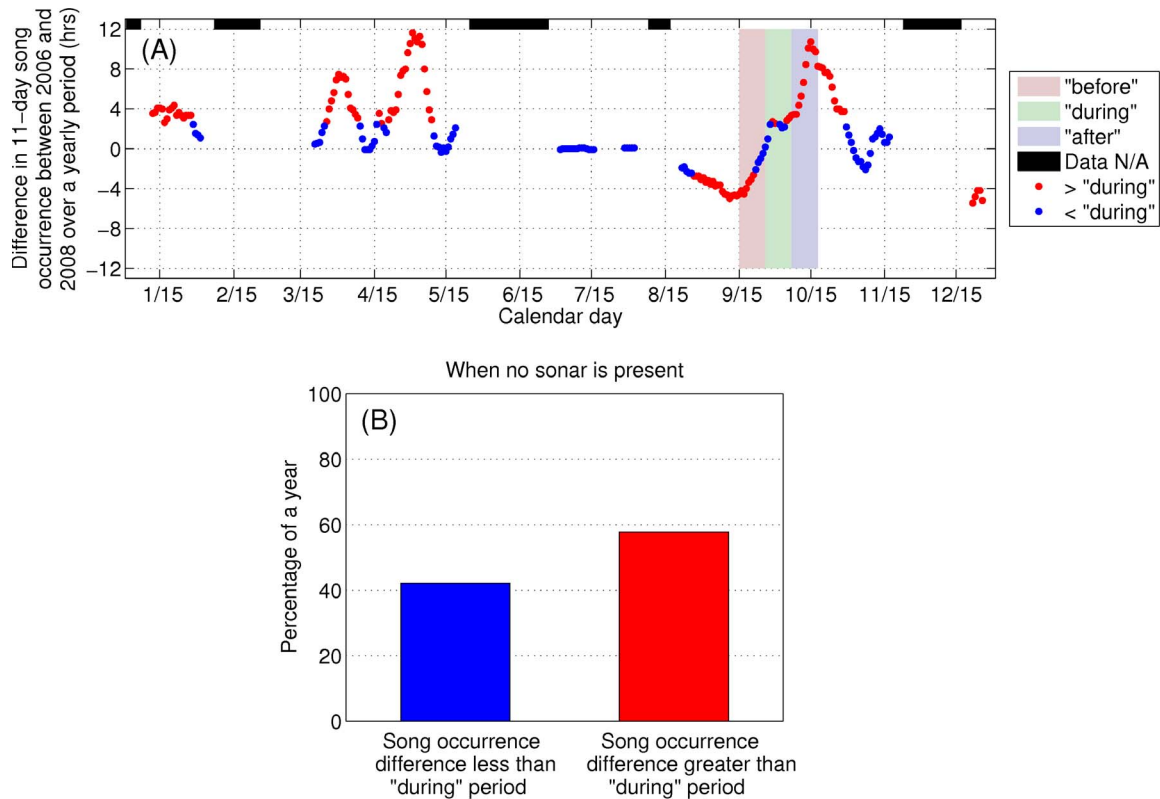 Difference in 11-day song
occurrence between 2006 and
2008 over a yearly period (hrs)
12
8
4
0
−4
−8
−12
(A)
1/15
2/15
3/15
4/15
5/15
6/15
7/15
8/15
9/15
10/15
11/15
12/15
Calendar day
"before"
"during"
"after"
Data N/A
> "during"
< "during"
When no sonar is present
Percentage of a year
100
80
60
40
20
0
(B)
Song occurrence
difference less than
"during" period
Song occurrence
difference greater than
"during" period